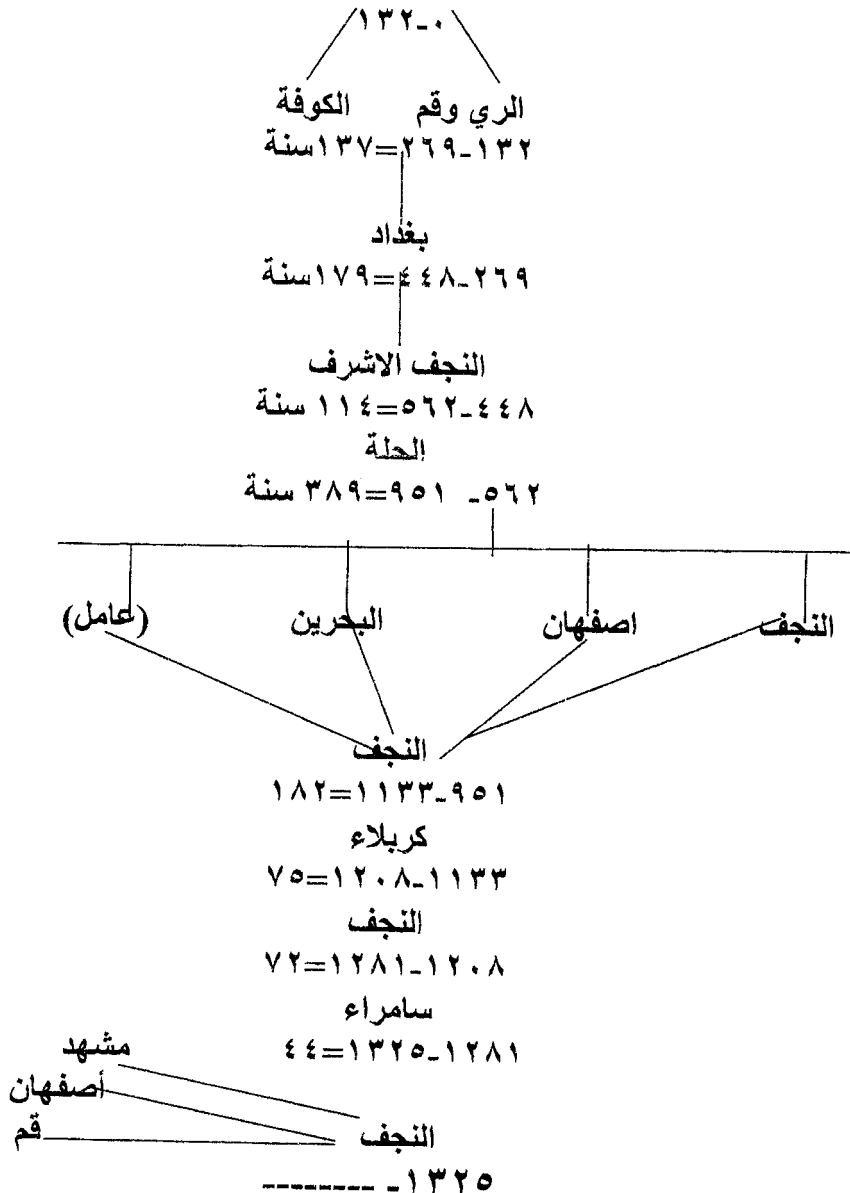 ٠-١٣٢
الري وقم الكوفة
١٣٢-٢٦٩=١٣٧سنة
بغداد
٢٦٩-٤٤٨=١٧٩سنة
النجف الاشرف
٤٤٨-٥٦٢=١١٤ سنة
الحلة
٥٦٢- ٩٥١=٣٨٩ سنة
النجف اصفهان البحرين (عامل)
النجف
٩٥١-١١٣٣=١٨٢
كربلاء
١١٣٣-١٢٠٨=٧٥
النجف
١٢٠٨-١٢٨١=٧٢
سامراء
١٢٨١-١٣٢٥=٤٤
مشهد
أصفهان
قم
النجف
١٣٢٥- --------